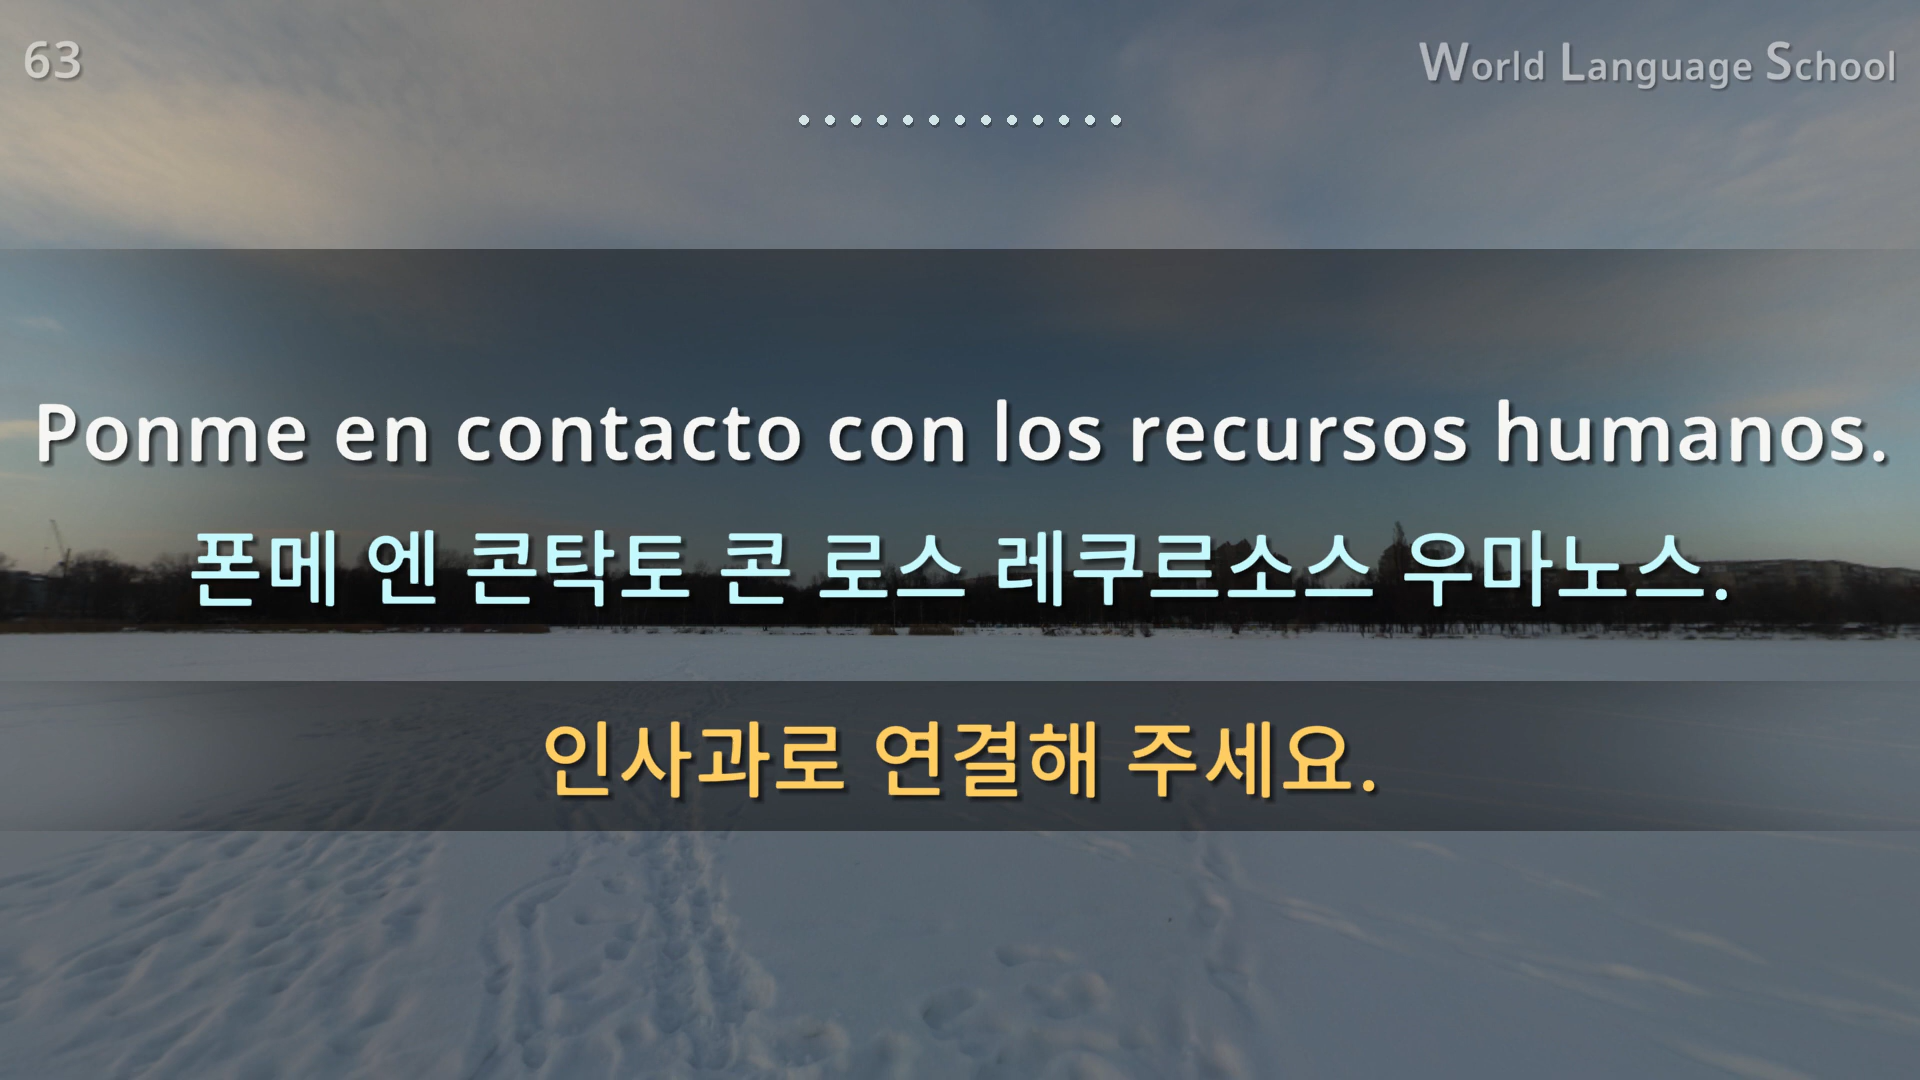 63
World Language School
Ponme en contacto con los recursos humanos.
폰메 엔 콘탁토 콘 로스 레쿠르소스 우마노스.
인사과로 연결해 주세요.